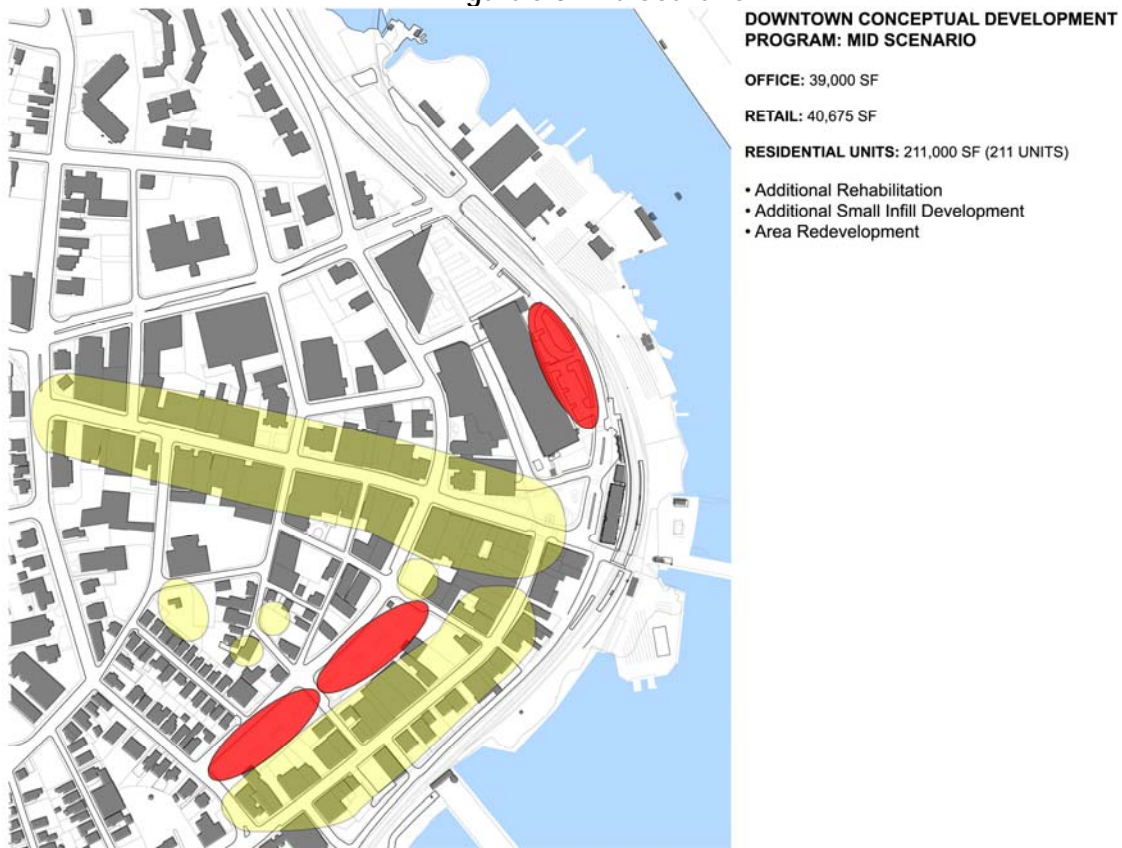 DOWNTOWN CONCEPTUAL DEVELOPMENT
PROGRAM: MID SCENARIO
OFFICE: 39,000 SF
RETAIL: 40,675 SF
RESIDENTIAL UNITS: 211,000 SF (211 UNITS)
• Additional Rehabilitation
• Additional Small Infill Development
• Area Redevelopment